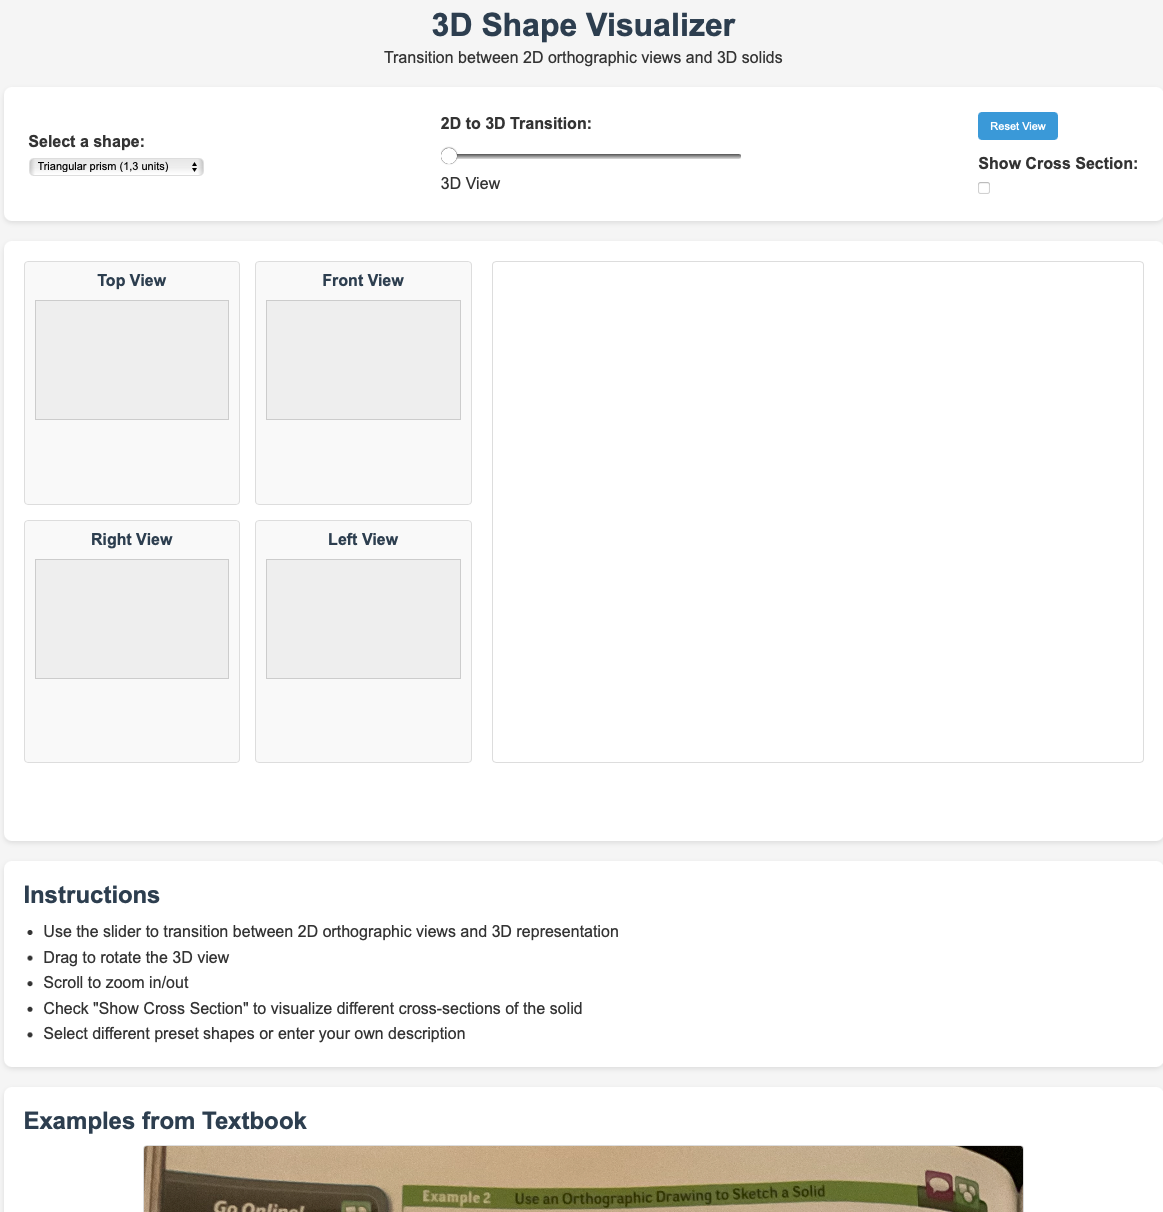 3D Shape Visualizer
Transition between 2D orthographic views and 3D solids
Select a shape:
Triangular prism (1,3 units)
2D to 3D Transition:
3D View
Reset View
Show Cross Section:
Top View
Front View
Right View
Left View
Instructions
Use the slider to transition between 2D orthographic views and 3D representation
Drag to rotate the 3D view
Scroll to zoom in/out
Check "Show Cross Section" to visualize different cross-sections of the solid
Select different preset shapes or enter your own description
Examples from Textbook
Go Online!
Example 2 Use an Orthographic Drawing to Sketch a Solid